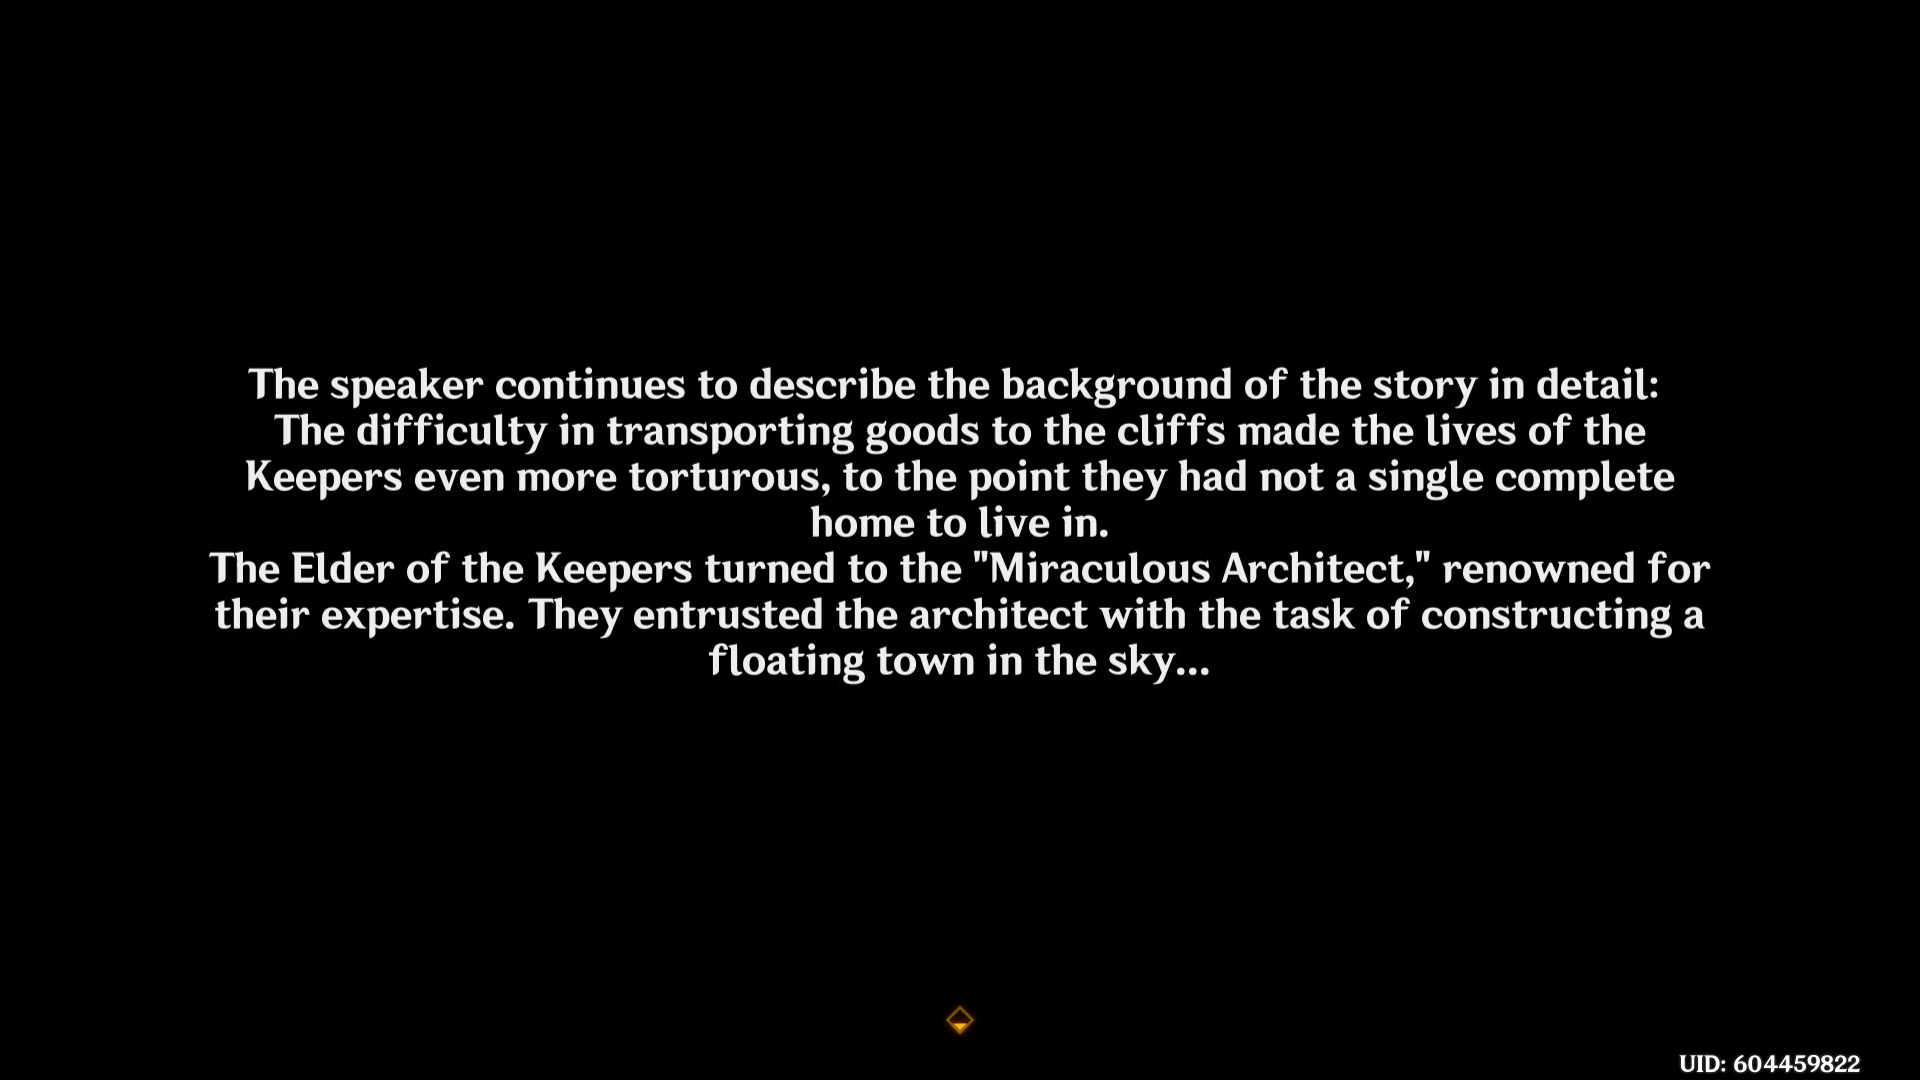 The speaker continues to describe the background of the story in detail:
The difficulty in transporting goods to the cliffs made the lives of the
Keepers even more torturous, to the point they had not a single complete
home to live in.
The Elder of the Keepers turned to the "Miraculous Architect," renowned for
their expertise. They entrusted the architect with the task of constructing a
floating town in the sky...
UID: 604459822